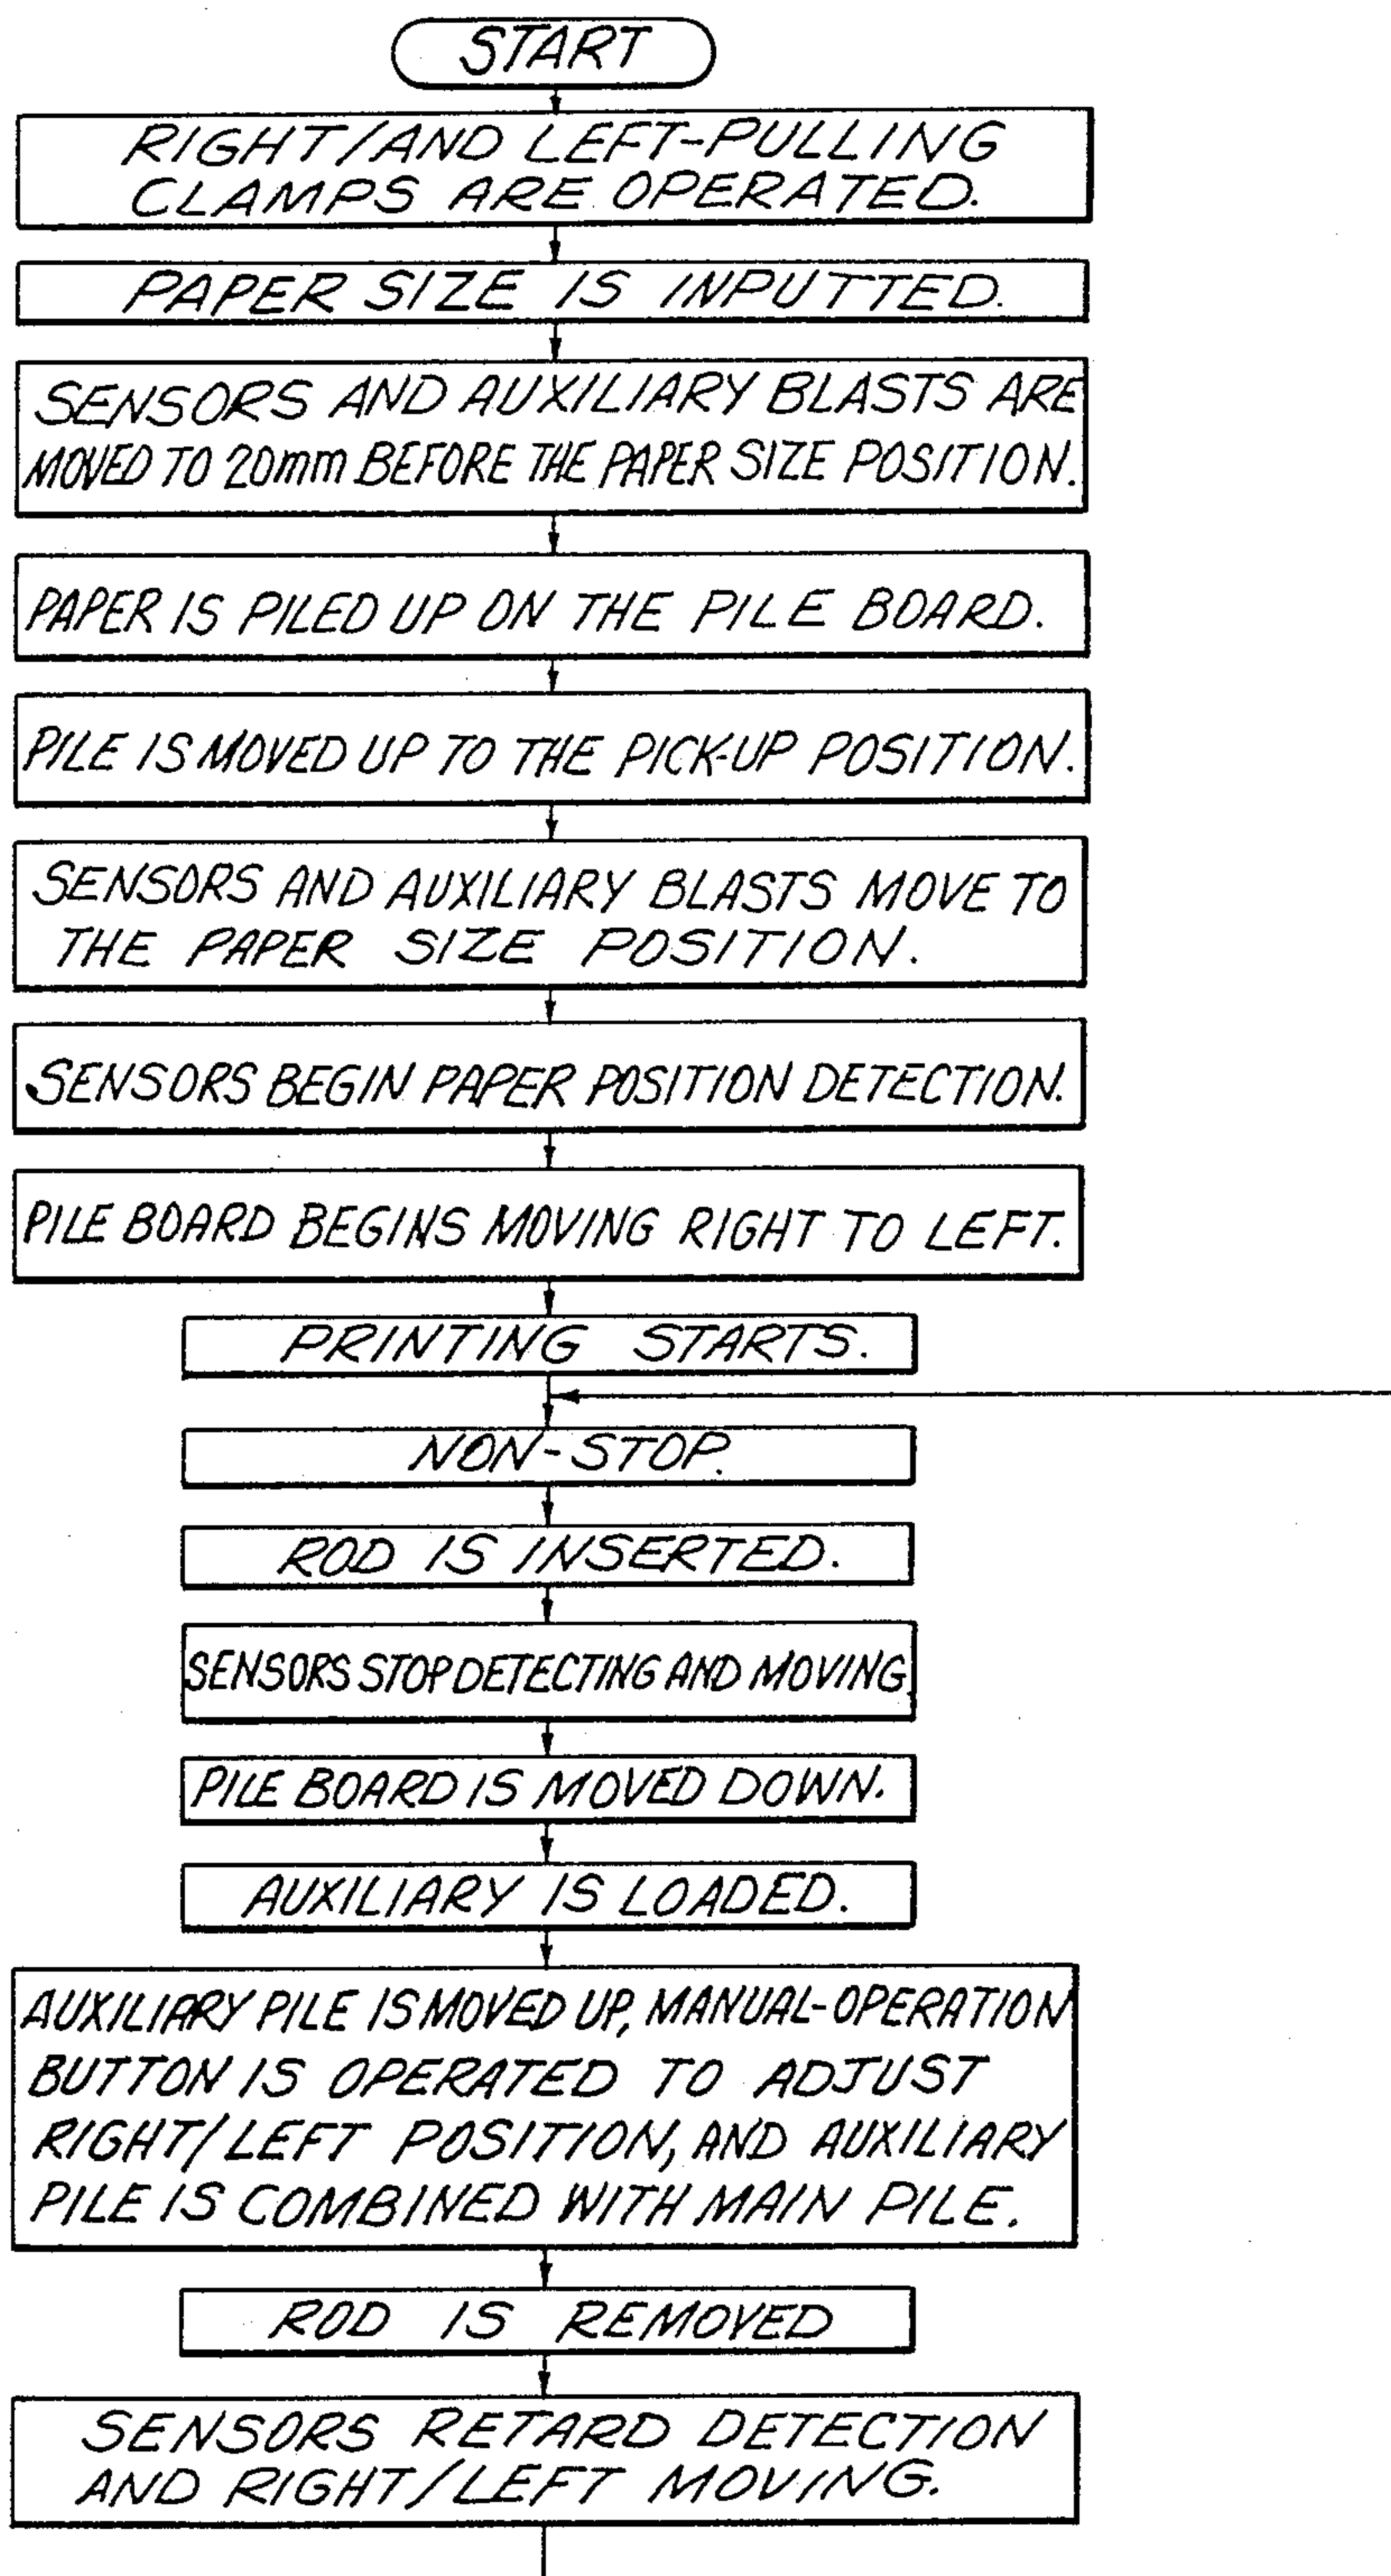 START
RIGHT/AND LEFT-PULLING
CLAMPS ARE OPERATED.
PAPER SIZE IS INPUTTED.
SENSORS AND AUXILIARY BLASTS ARE
MOVED TO 20mm BEFORE THE PAPER SIZE POSITION.
PAPER IS PILED UP ON THE PILE BOARD.
PILE IS MOVED UP TO THE PICK-UP POSITION.
SENSORS AND AUXILIARY BLASTS MOVE TO
THE PAPER SIZE POSITION.
SENSORS BEGIN PAPER POSITION DETECTION.
PILE BOARD BEGINS MOVING RIGHT TO LEFT.
PRINTING STARTS.
NON-STOP.
ROD IS INSERTED.
SENSORS STOP DETECTING AND MOVING.
PILE BOARD IS MOVED DOWN.
AUXILIARY IS LOADED.
AUXILIARY PILE IS MOVED UP, MANUAL-OPERATION
BUTTON IS OPERATED TO ADJUST
RIGHT/LEFT POSITION, AND AUXILIARY
PILE IS COMBINED WITH MAIN PILE.
ROD IS REMOVED
SENSORS RETARD DETECTION
AND RIGHT/LEFT MOVING.